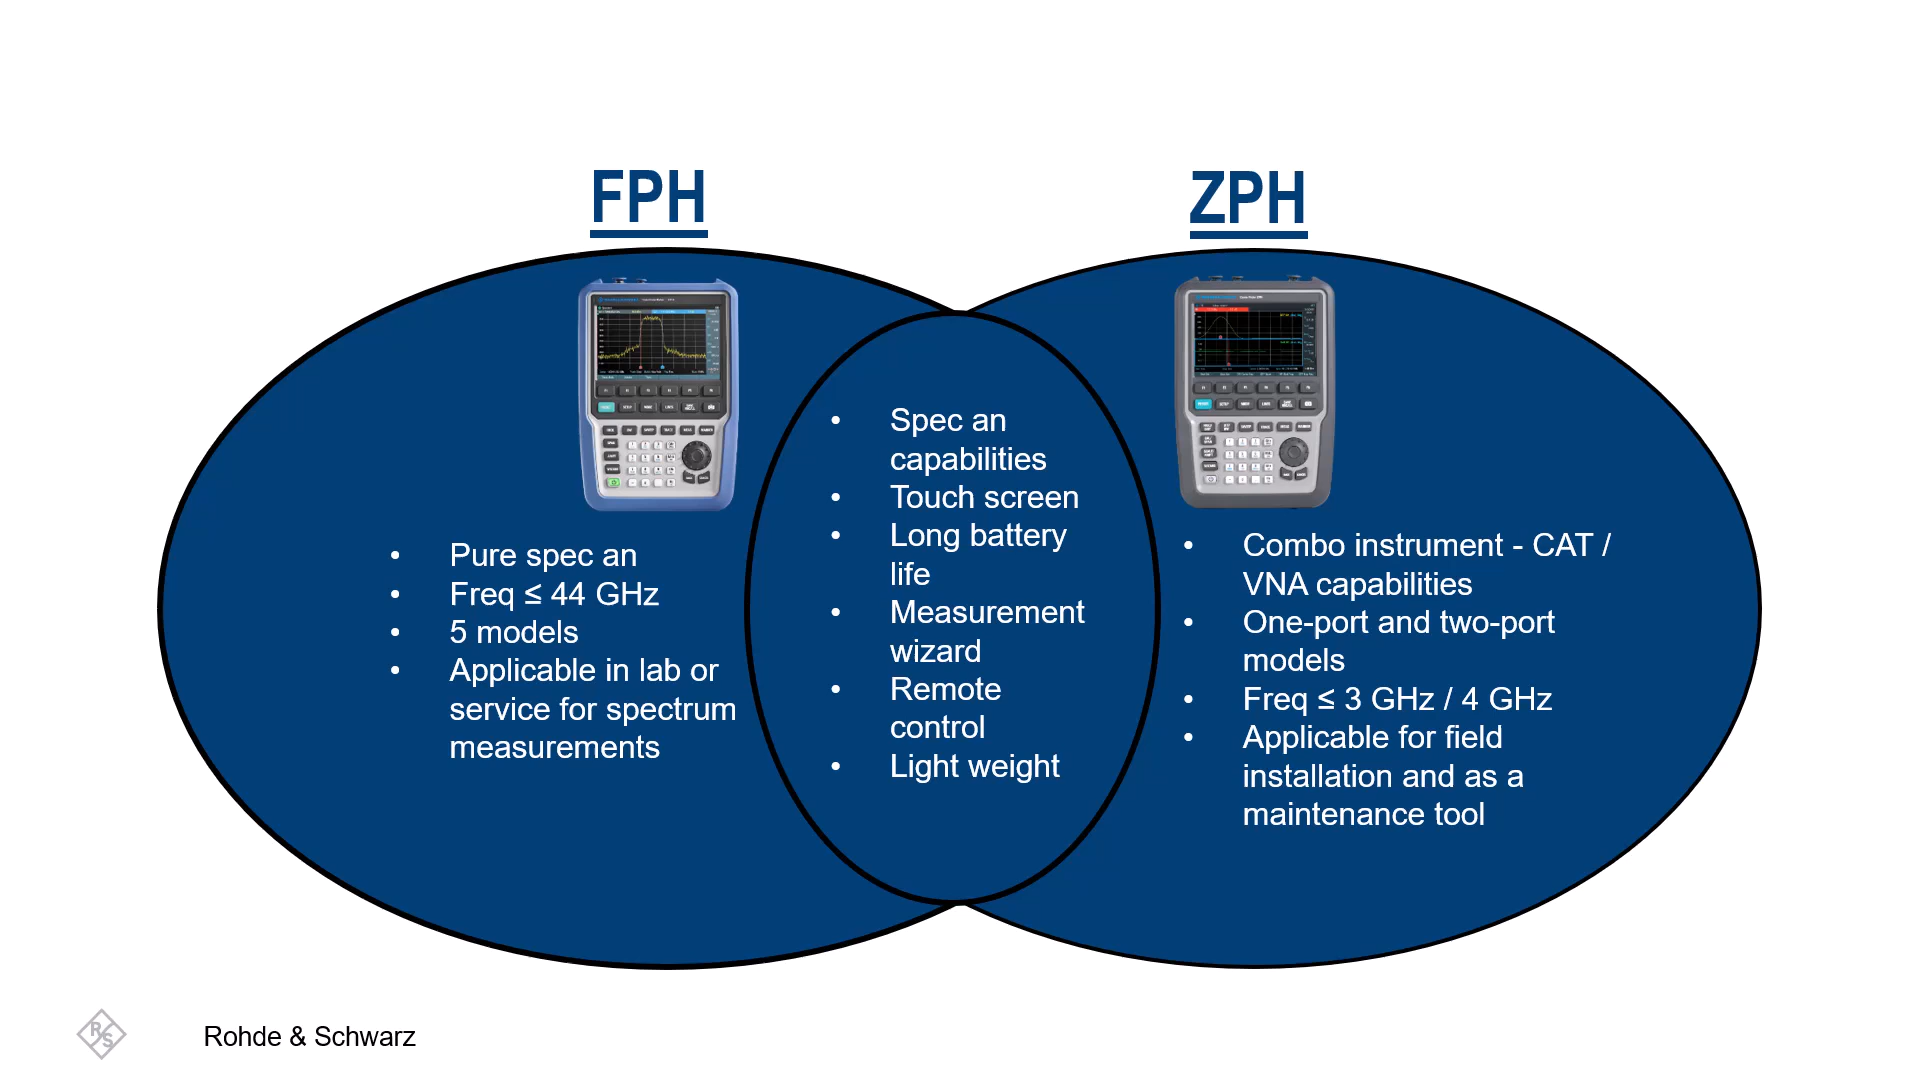 FPH
ZPH
• Pure spec an
• Freq ≤ 44 GHz
• 5 models
• Applicable in lab or
service for spectrum
measurements
• Spec an
capabilities
• Touch screen
• Long battery
life
• Measurement
wizard
• Remote
control
• Light weight
• Combo instrument - CAT /
VNA capabilities
• One-port and two-port
models
• Freq ≤ 3 GHz / 4 GHz
• Applicable for field
installation and as a
maintenance tool
R S
Rohde & Schwarz